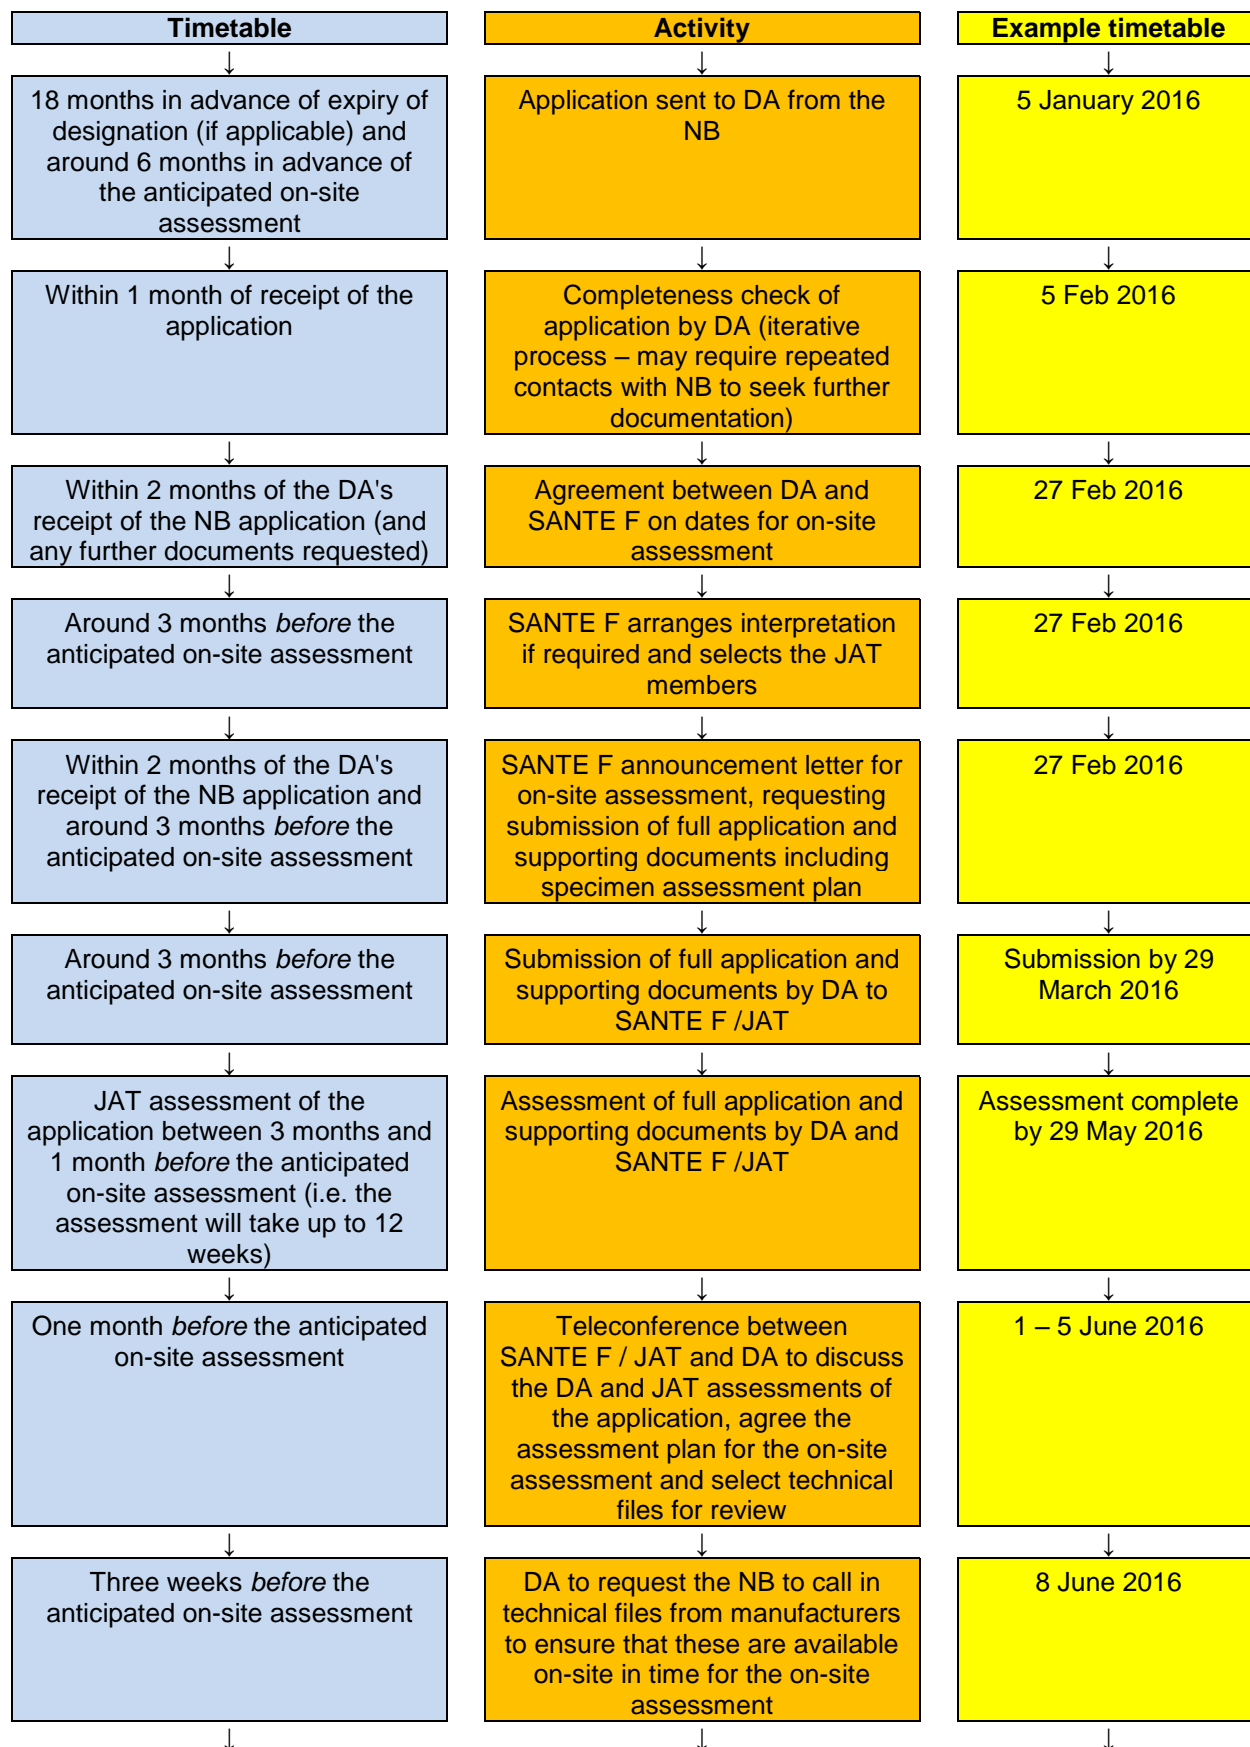 Timetable
Activity
Example timetable
↓
↓
↓
18 months in advance of expiry of
designation (if applicable) and
around 6 months in advance of
the anticipated on-site
assessment
Application sent to DA from the
NB
5 January 2016
↓
↓
↓
Within 1 month of receipt of the
application
Completeness check of
application by DA (iterative
process – may require repeated
contacts with NB to seek further
documentation)
5 Feb 2016
↓
↓
↓
Within 2 months of the DA's
receipt of the NB application (and
any further documents requested)
Agreement between DA and
SANTE F on dates for on-site
assessment
27 Feb 2016
↓
↓
↓
Around 3 months before the
anticipated on-site assessment
SANTE F arranges interpretation
if required and selects the JAT
members
27 Feb 2016
↓
↓
↓
Within 2 months of the DA's
receipt of the NB application and
around 3 months before the
anticipated on-site assessment
SANTE F announcement letter for
on-site assessment, requesting
submission of full application and
supporting documents including
specimen assessment plan
27 Feb 2016
↓
↓
↓
Around 3 months before the
anticipated on-site assessment
Submission of full application and
supporting documents by DA to
SANTE F /JAT
Submission by 29
March 2016
↓
↓
↓
JAT assessment of the
application between 3 months and
1 month before the anticipated
on-site assessment (i.e. the
assessment will take up to 12
weeks)
Assessment of full application and
supporting documents by DA and
SANTE F /JAT
Assessment complete
by 29 May 2016
↓
↓
↓
One month before the anticipated
on-site assessment
Teleconference between
SANTE F / JAT and DA to discuss
the DA and JAT assessments of
the application, agree the
assessment plan for the on-site
assessment and select technical
files for review
1 – 5 June 2016
↓
↓
↓
Three weeks before the
anticipated on-site assessment
DA to request the NB to call in
technical files from manufacturers
to ensure that these are available
on-site in time for the on-site
assessment
8 June 2016
↓
↓
↓